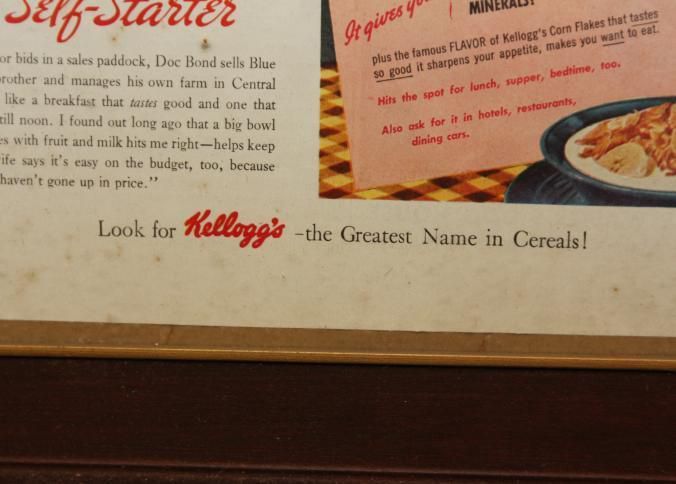 Self-Starter
or bids in a sales paddock, Doc Bond sells Blue
rother and manages his own farm in Central
like a breakfast that tastes good and one that
till noon. I found out long ago that a big bowl
es with fruit and milk hits me right—helps keep
ife says it's easy on the budget, too, because
haven't gone up in price."
It gives yo
MINERALS!
plus the famous FLAVOR of Kellogg's Corn Flakes that tastes
so good it sharpens your appetite, makes you want to eat.
Hits the spot for lunch, supper, bedtime, too.
Also ask for it in hotels, restaurants,
dining cars.
Look for Kellogg's -the Greatest Name in Cereals!